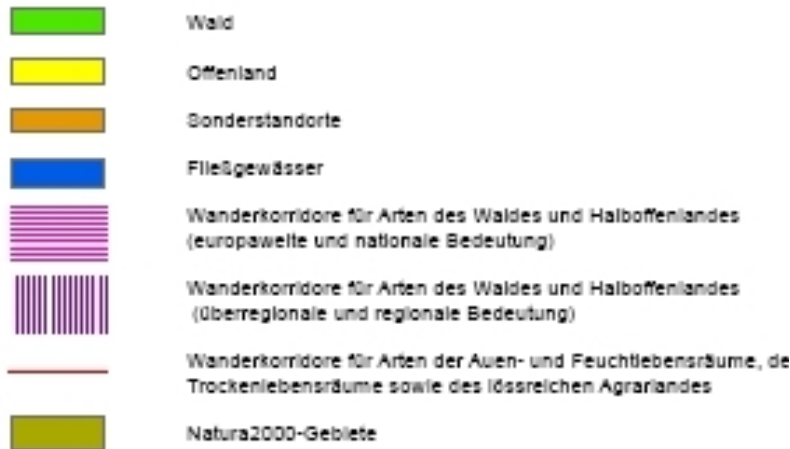 Wald
Offenland
Sonderstandorte
Fließgewässer
Wanderkorridore für Arten des Waldes und Halboffenlandes
(europaweite und nationale Bedeutung)
Wanderkorridore für Arten des Waldes und Halboffenlandes
(überregionale und regionale Bedeutung)
Wanderkorridore für Arten der Auen- und Feuchtlebensräume, de
Trockenlebensräume sowie des lössreichen Agrarlandes
Natura2000-Gebiete